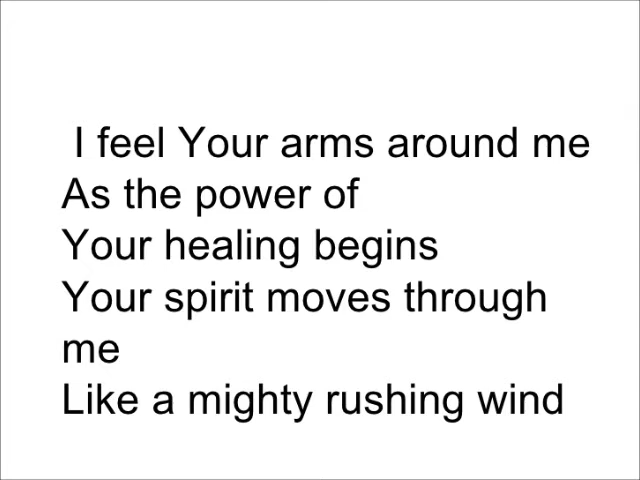 I feel Your arms around me
As the power of
Your healing begins
Your spirit moves through
me
Like a mighty rushing wind